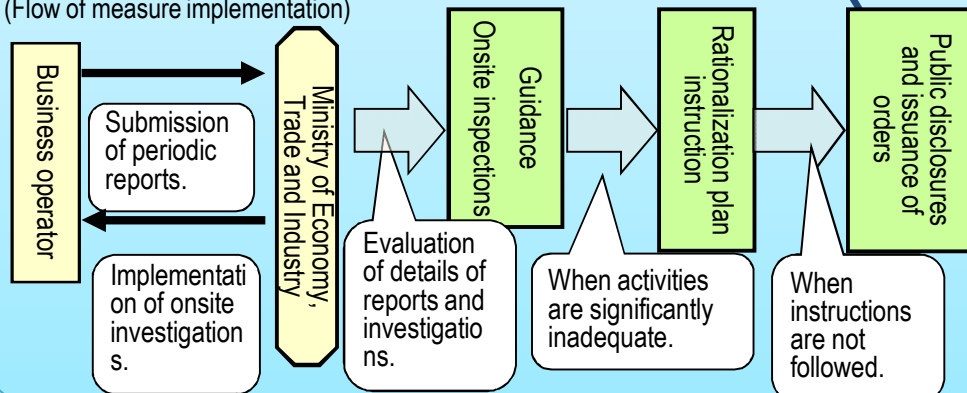 (Flow of measure implementation)
Business operator
Submission
of periodic
reports.
Implementati
on of onsite
investigation
s.
Ministry of Economy,
Trade and Industry
Evaluation
of details of
reports and
investigatio
ns.
Guidance
Onsite inspections
When activities
are significantly
inadequate.
Rationalization plan
instruction
When
instructions
are not
followed.
Public disclosures
and issuance of
orders